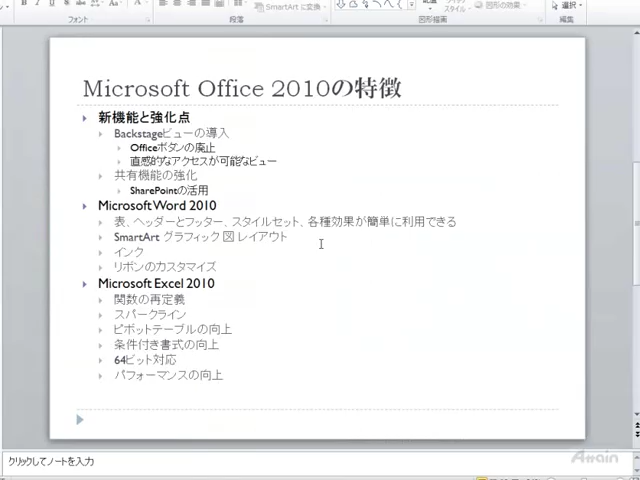 SmartArt に変換
スタイル
図形の効果
選択
フォント
段落
図形描画
編集
Microsoft Office 2010の特徴
新機能と強化点
Backstageビューの導入
Officeボタンの廃止
直感的なアクセスが可能なビュー
共有機能の強化
SharePointの活用
Microsoft Word 2010
表、ヘッダーとフッター、スタイルセット、各種効果が簡単に利用できる
SmartArt グラフィック 図 レイアウト
インク
リボンのカスタマイズ
Microsoft Excel 2010
関数の再定義
スパークライン
ピボットテーブルの向上
条件付き書式の向上
64ビット対応
パフォーマンスの向上
クリックしてノートを入力
Attain